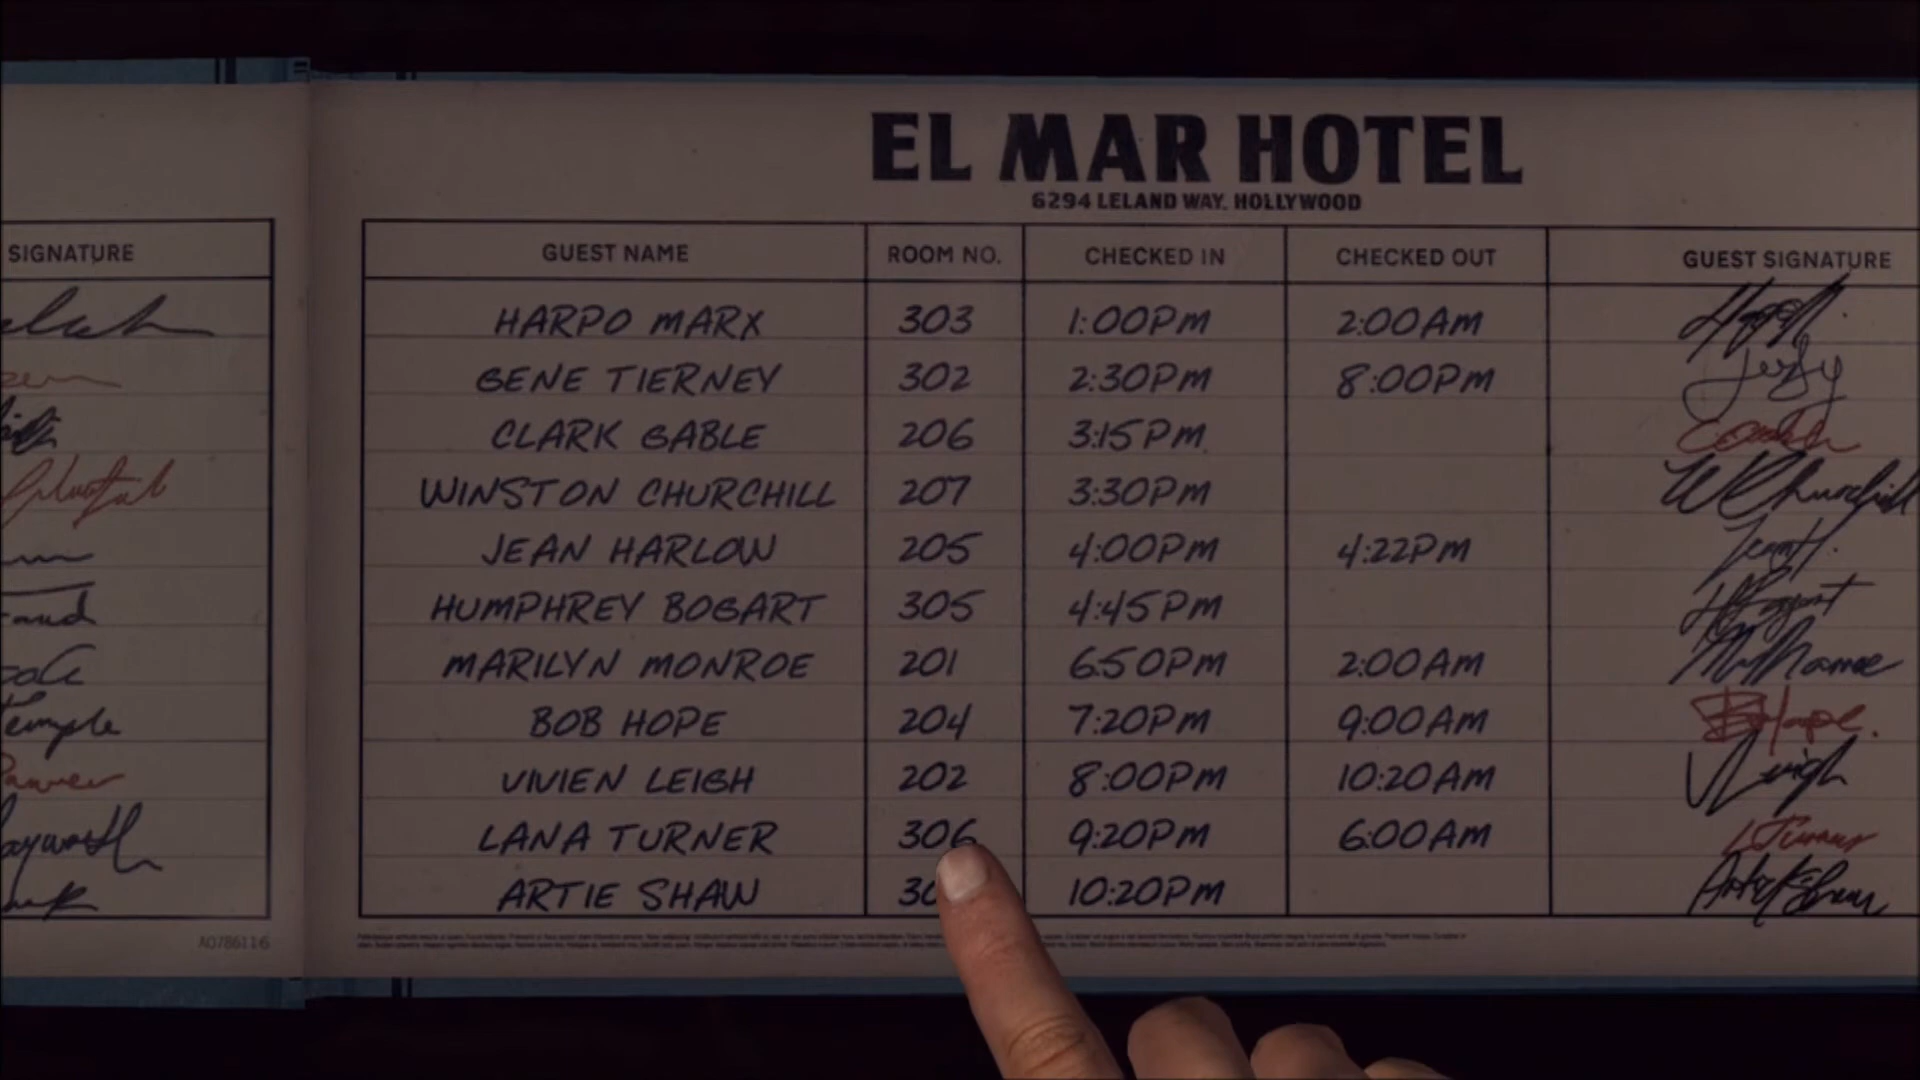 EL MAR HOTEL
6294 LELAND WAY, HOLLYWOOD
SIGNATURE
GUEST NAME ROOM NO. CHECKED IN CHECKED OUT GUEST SIGNATURE
HARPO MARX 303 1:00PM 2:00AM
GENE TIERNEY 302 2:30PM 8:00PM
CLARK GABLE 206 3:15PM
WINSTON CHURCHILL 207 3:30PM WChurchill
JEAN HARLOW 205 4:00PM 4:22PM
HUMPHREY BOGART 305 4:45PM
MARILYN MONROE 201 6:50PM 2:00AM
BOB HOPE 204 7:20PM 9:00AM BHope.
VIVIEN LEIGH 202 8:00PM 10:20AM VLeigh
LANA TURNER 306 9:20PM 6:00AM LTurner
ARTIE SHAW 10:20PM
A0786116